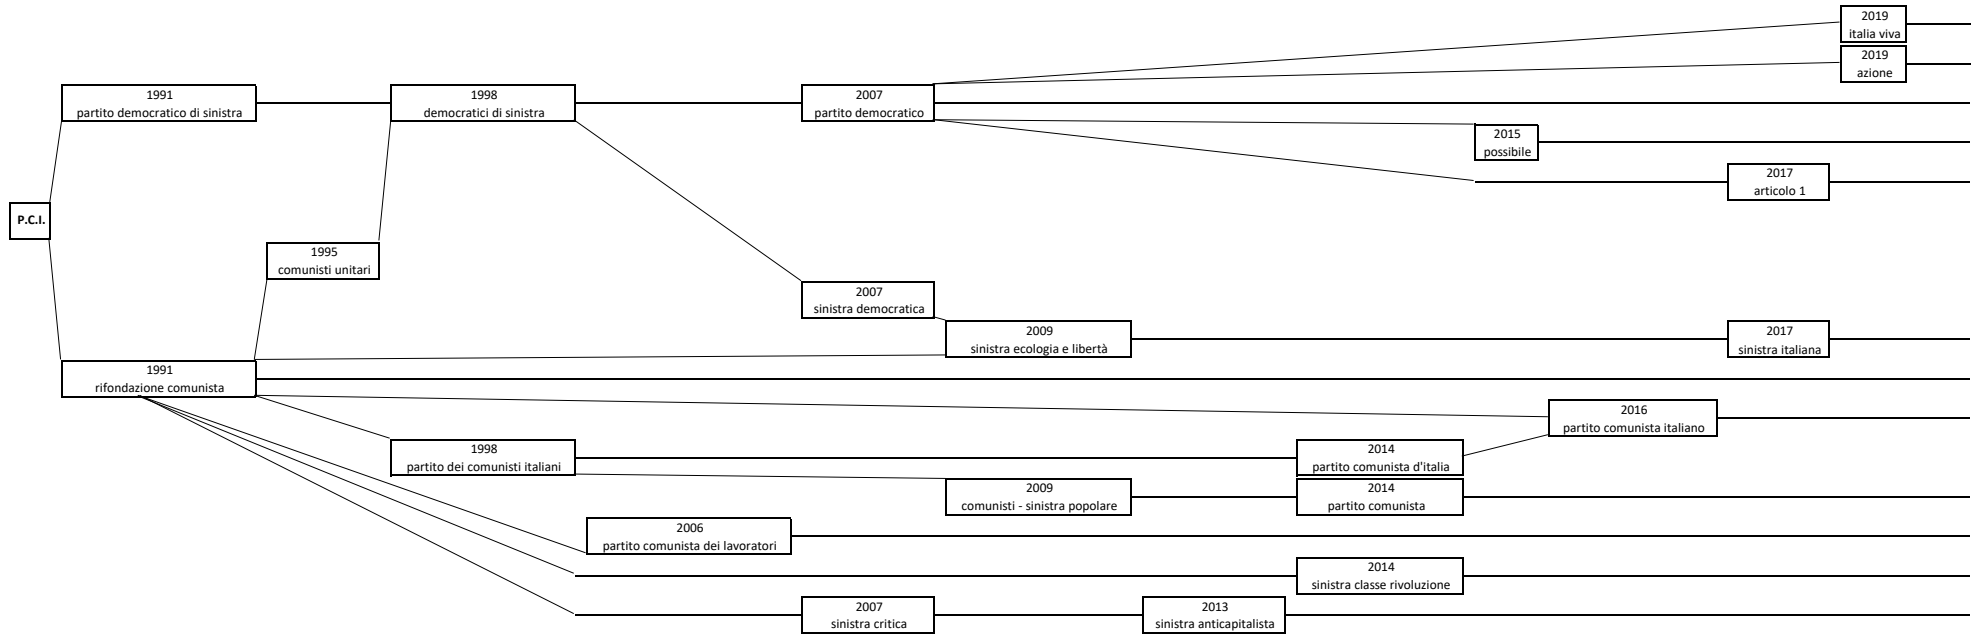 2019
italia viva
2019
azione
1991
partito democratico di sinistra
1998
democratici di sinistra
2007
partito democratico
2015
possibile
2017
articolo 1
P.C.I.
1995
comunisti unitari
2007
sinistra democratica
2009
sinistra ecologia e libertà
2017
sinistra italiana
1991
rifondazione comunista
2016
partito comunista italiano
1998
partito dei comunisti italiani
2014
partito comunista d'italia
2009
comunisti - sinistra popolare
2014
partito comunista
2006
partito comunista dei lavoratori
2014
sinistra classe rivoluzione
2007
sinistra critica
2013
sinistra anticapitalista